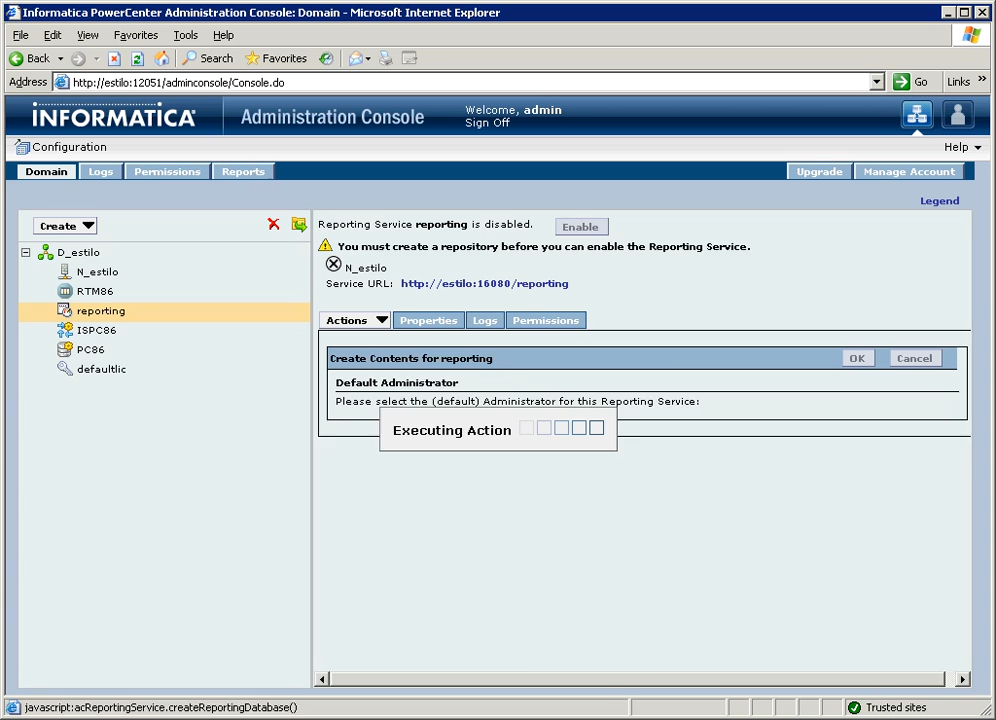 Informatica PowerCenter Administration Console: Domain - Microsoft Internet Explorer
File Edit View Favorites Tools Help
Back Search Favorites
Address http://estilo:12051/adminconsole/Console.do Go Links »
INFORMATICA Administration Console Welcome, admin
Sign Off
Configuration Help
Domain Logs Permissions Reports Upgrade Manage Account
Legend
Create
D_estilo
N_estilo
RTM86
reporting
ISPC86
PC86
defaultlic
Reporting Service reporting is disabled. Enable
You must create a repository before you can enable the Reporting Service.
N_estilo
Service URL: http://estilo:16080/reporting
Actions Properties Logs Permissions
Create Contents for reporting OK Cancel
Default Administrator
Please select the (default) Administrator for this Reporting Service:
Executing Action
javascript:acReportingService.createReportingDatabase() Trusted sites